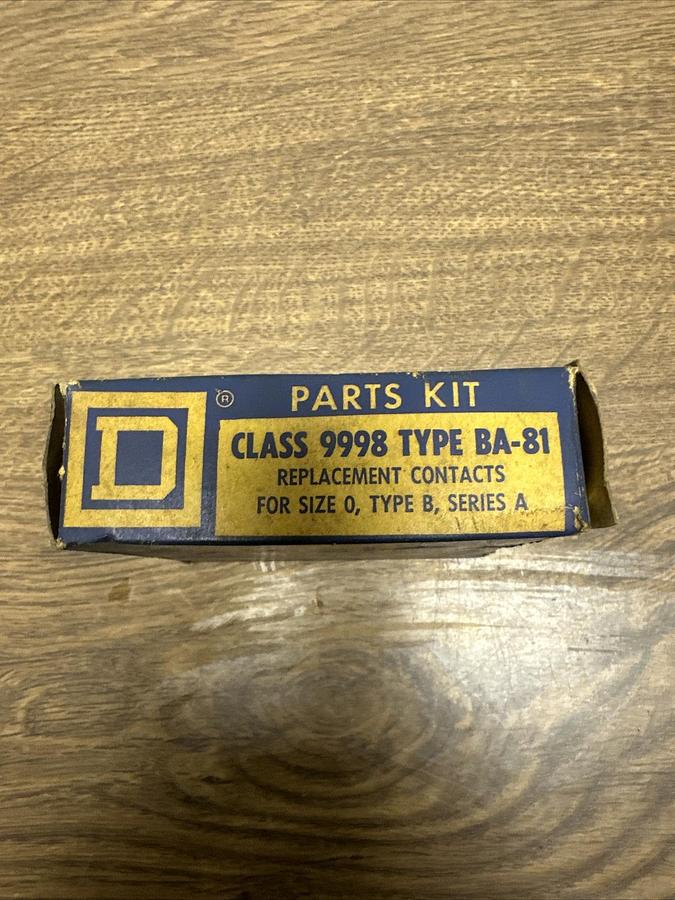 D ®
PARTS KIT
CLASS 9998 TYPE BA-81
REPLACEMENT CONTACTS
FOR SIZE 0, TYPE B, SERIES A